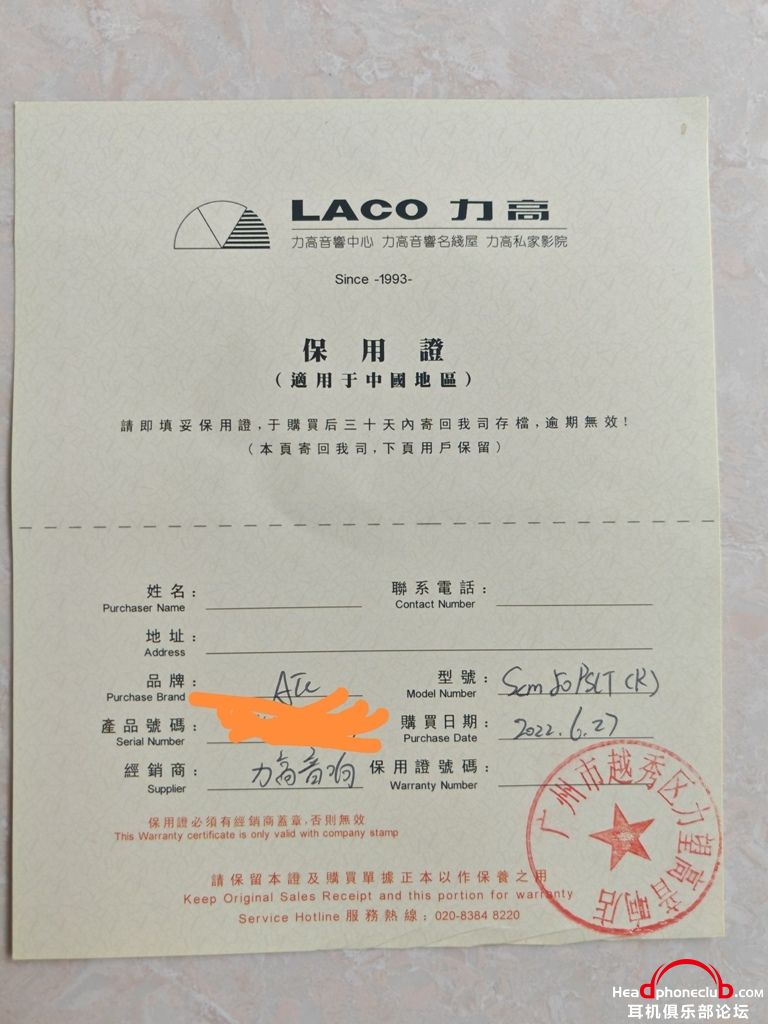 LACO 力高
力高音響中心 力高音響名綫屋 力高私家影院
Since -1993-
保用證
（適用于中國地區）
請即填妥保用證，于購買后三十天內寄回我司存檔，逾期無效！
（本頁寄回我司，下頁用戶保留）
姓名： 聯系電話：
Purchaser Name Contact Number
地址：
Address
品牌： ATC 型號： Scm 50PSLT (R)
Purchase Brand Model Number
產品號碼： 購買日期： 2022.6.27
Serial Number Purchase Date
經銷商： 力高音响 保用證號碼：
Supplier Warranty Number
保用證必須有經銷商蓋章，否則無效
This Warranty certificate is only valid with company stamp
广州市越秀区力望高音响店
請保留本證及購買單據正本以作保養之用
Keep Original Sales Receipt and this portion for warranty
Service Hotline 服務熱線：020-8384 8220
HeadphoneclubD.com
耳机俱乐部论坛